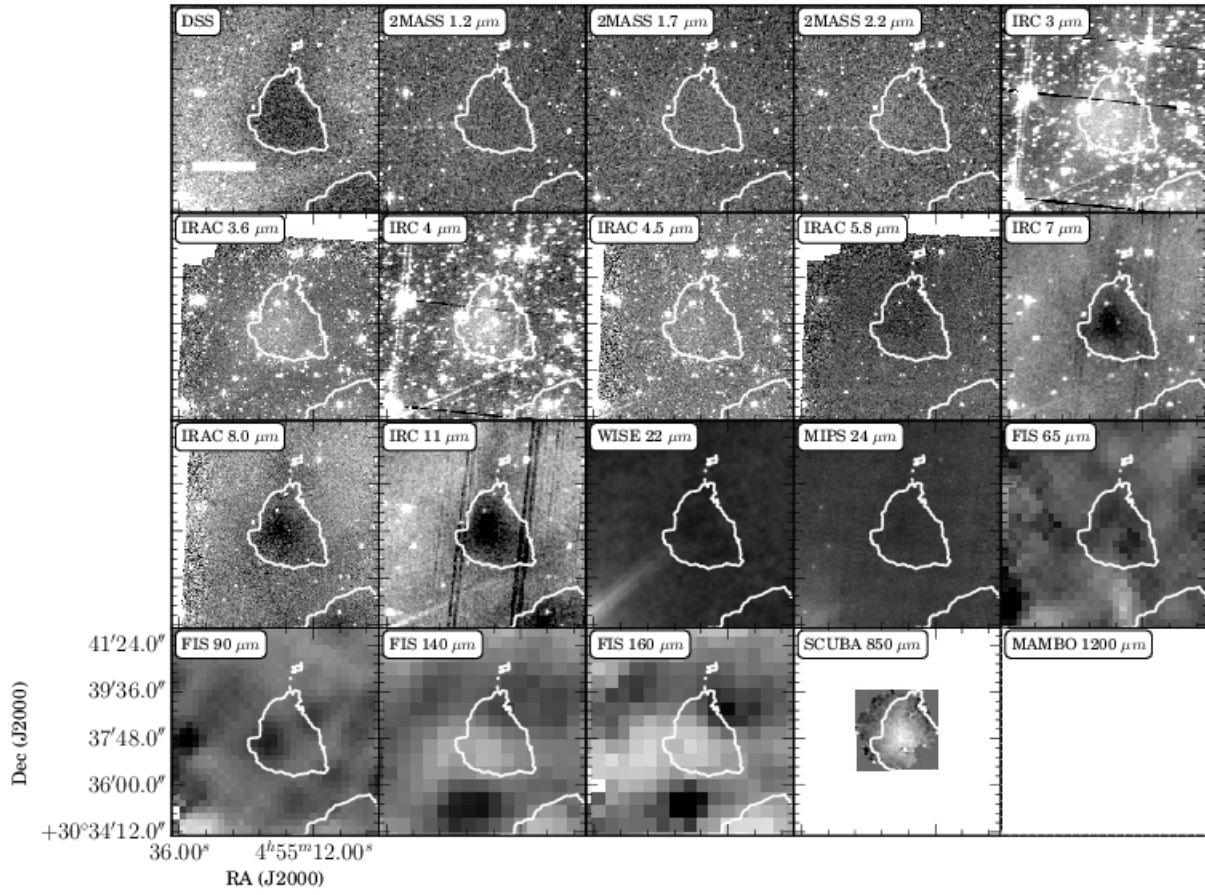 DSS
2MASS 1.2 μm
2MASS 1.7 μm
2MASS 2.2 μm
IRC 3 μm
IRAC 3.6 μm
IRC 4 μm
IRAC 4.5 μm
IRAC 5.8 μm
IRC 7 μm
IRAC 8.0 μm
IRC 11 μm
WISE 22 μm
MIPS 24 μm
FIS 65 μm
FIS 90 μm
FIS 140 μm
FIS 160 μm
SCUBA 850 μm
MAMBO 1200 μm
41′24.0″
39′36.0″
37′48.0″
36′00.0″
+30°34′12.0″
Dec (J2000)
36.00ˢ
4ʰ55ᵐ12.00ˢ
RA (J2000)